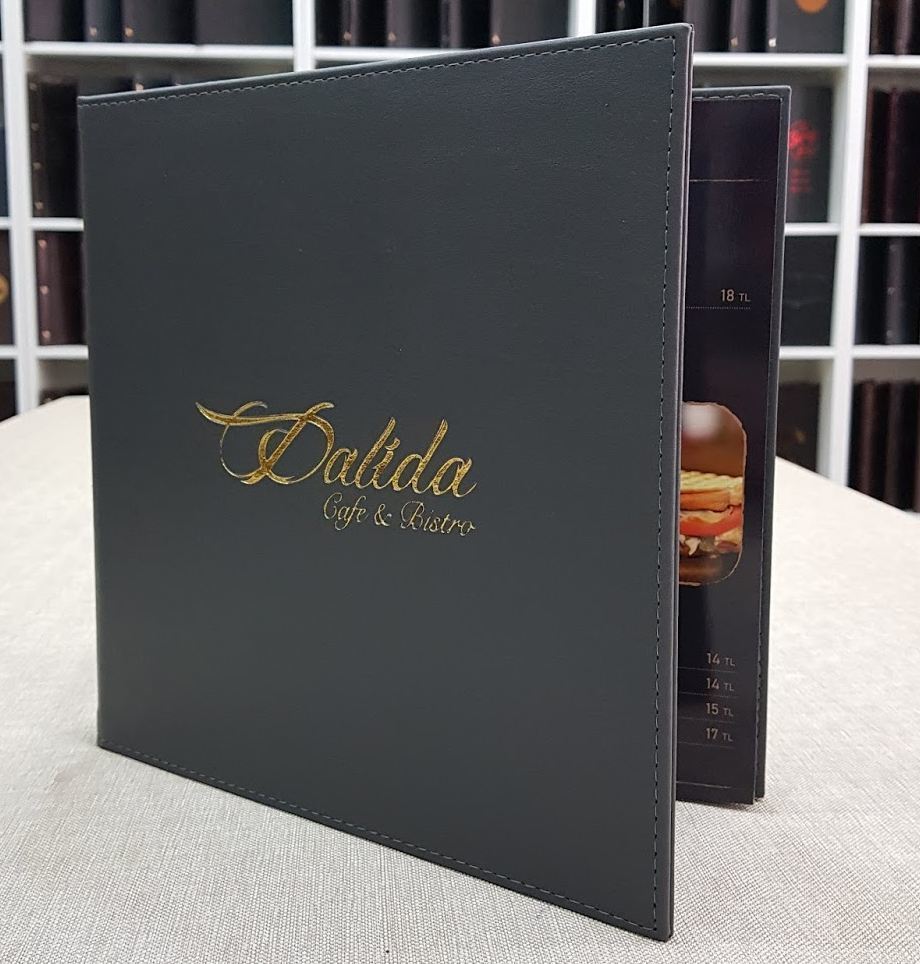 Dalida
Cafe & Bistro
18 TL
14 TL
14 TL
15 TL
17 TL